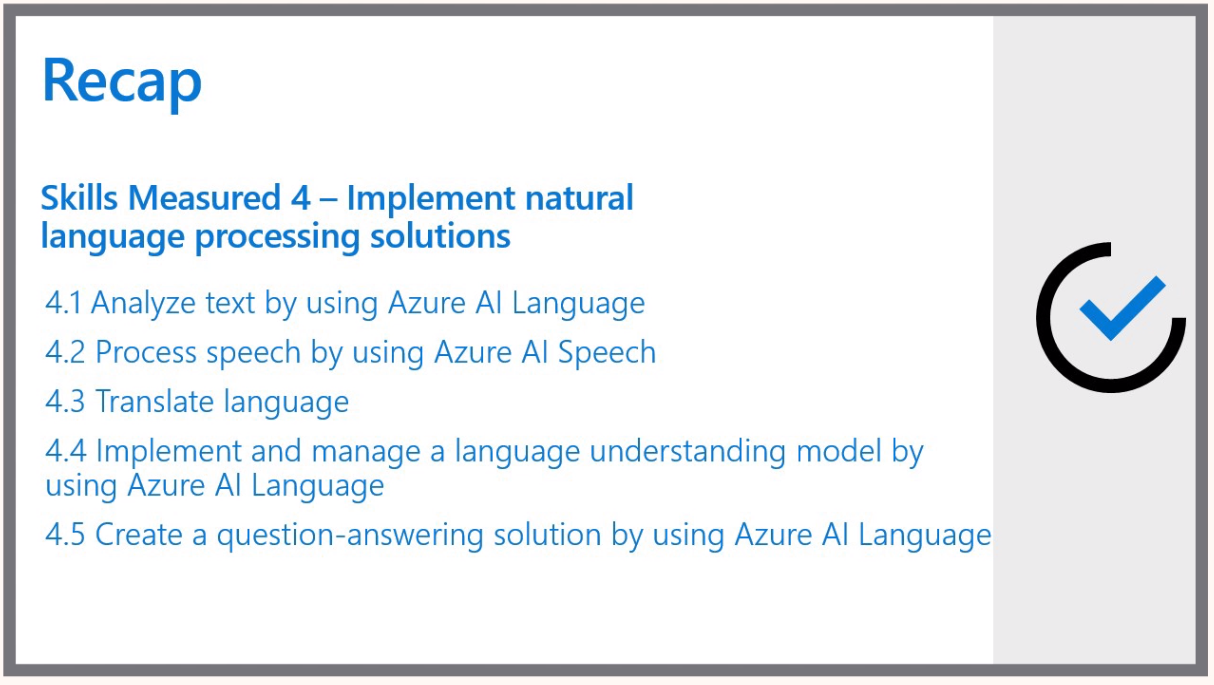 Recap
Skills Measured 4 – Implement natural
language processing solutions
4.1 Analyze text by using Azure AI Language
4.2 Process speech by using Azure AI Speech
4.3 Translate language
4.4 Implement and manage a language understanding model by
using Azure AI Language
4.5 Create a question-answering solution by using Azure AI Language